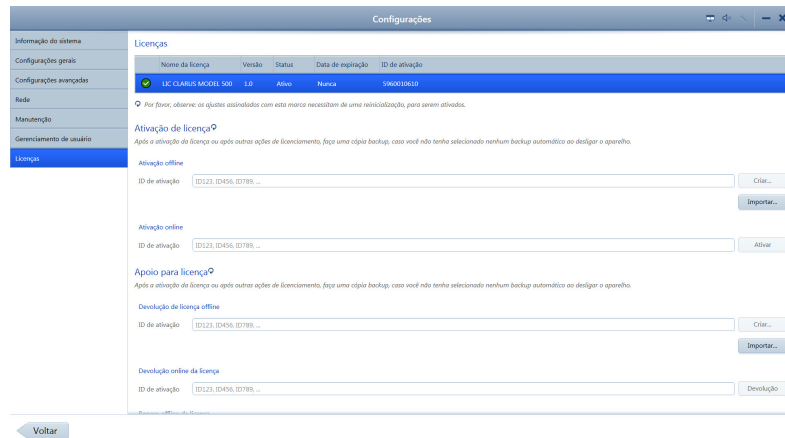 Configurações
Informação do sistema
Configurações gerais
Configurações avançadas
Rede
Manutenção
Gerenciamento de usuário
Licenças
Licenças
Nome da licença Versão Status Data de expiração ID de ativação
LIC CLARUS MODEL 500 1.0 Ativo Nunca 5960010610
Por favor, observe: os ajustes assinalados com esta marca necessitam de uma reinicialização, para serem ativados.
Ativação de licença
Após a ativação da licença ou após outras ações de licenciamento, faça uma cópia backup, caso você não tenha selecionado nenhum backup automático ao desligar o aparelho.
Ativação offline
ID de ativação ID123, ID456, ID789, ... Criar...
Importar...
Ativação online
ID de ativação ID123, ID456, ID789, ... Ativar
Apoio para licença
Após a ativação da licença ou após outras ações de licenciamento, faça uma cópia backup, caso você não tenha selecionado nenhum backup automático ao desligar o aparelho.
Devolução de licença offline
ID de ativação ID123, ID456, ID789, ... Criar...
Importar...
Devolução online da licença
ID de ativação ID123, ID456, ID789, ... Devolução
Voltar